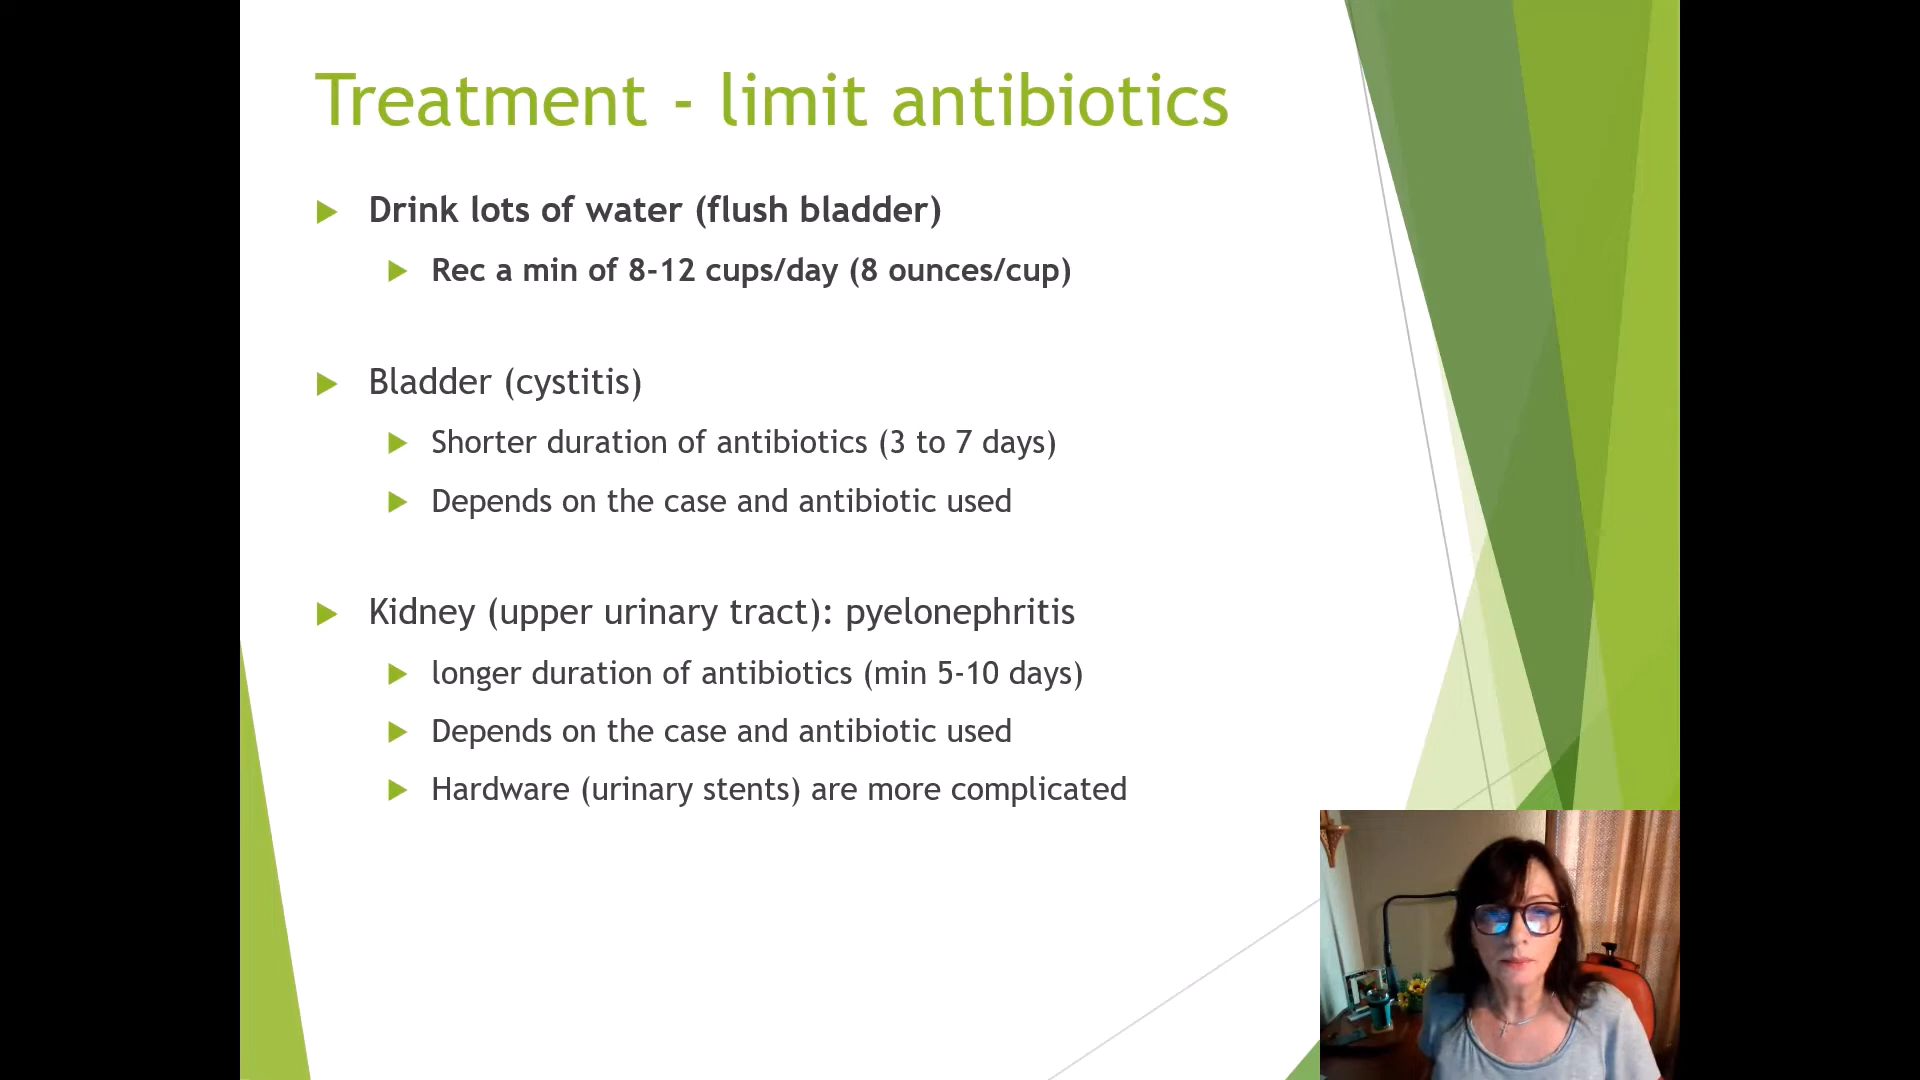 Treatment - limit antibiotics
Drink lots of water (flush bladder)
Rec a min of 8-12 cups/day (8 ounces/cup)
Bladder (cystitis)
Shorter duration of antibiotics (3 to 7 days)
Depends on the case and antibiotic used
Kidney (upper urinary tract): pyelonephritis
longer duration of antibiotics (min 5-10 days)
Depends on the case and antibiotic used
Hardware (urinary stents) are more complicated